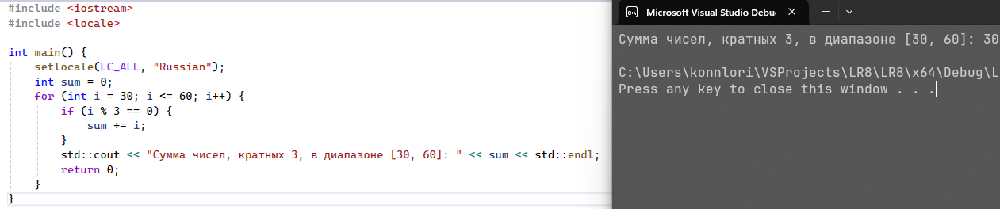 #include <iostream>
#include <locale>
int main() {
setlocale(LC_ALL, "Russian");
int sum = 0;
for (int i = 30; i <= 60; i++) {
if (i % 3 == 0) {
sum += i;
}
std::cout << "Сумма чисел, кратных 3, в диапазоне [30, 60]: " << sum << std::endl;
return 0;
}
}
Microsoft Visual Studio Debu
Сумма чисел, кратных 3, в диапазоне [30, 60]: 30
C:\Users\konnlori\VSProjects\LR8\LR8\x64\Debug\L
Press any key to close this window . . .